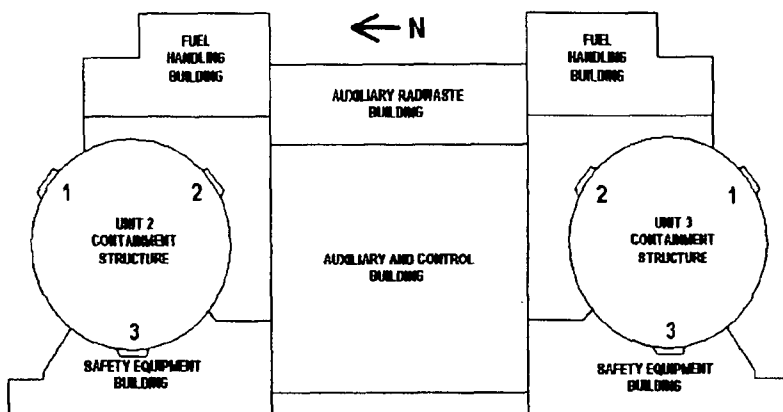 FUEL
HANDLING
BUILDING
N
FUEL
HANDLING
BUILDING
AUXILIARY RADWASTE
BUILDING
1
2
2
1
UNIT 2
CONTAINMENT
STRUCTURE
AUXILIARY AND CONTROL
BUILDING
UNIT 3
CONTAINMENT
STRUCTURE
3
3
SAFETY EQUIPMENT
BUILDING
SAFETY EQUIPMENT
BUILDING